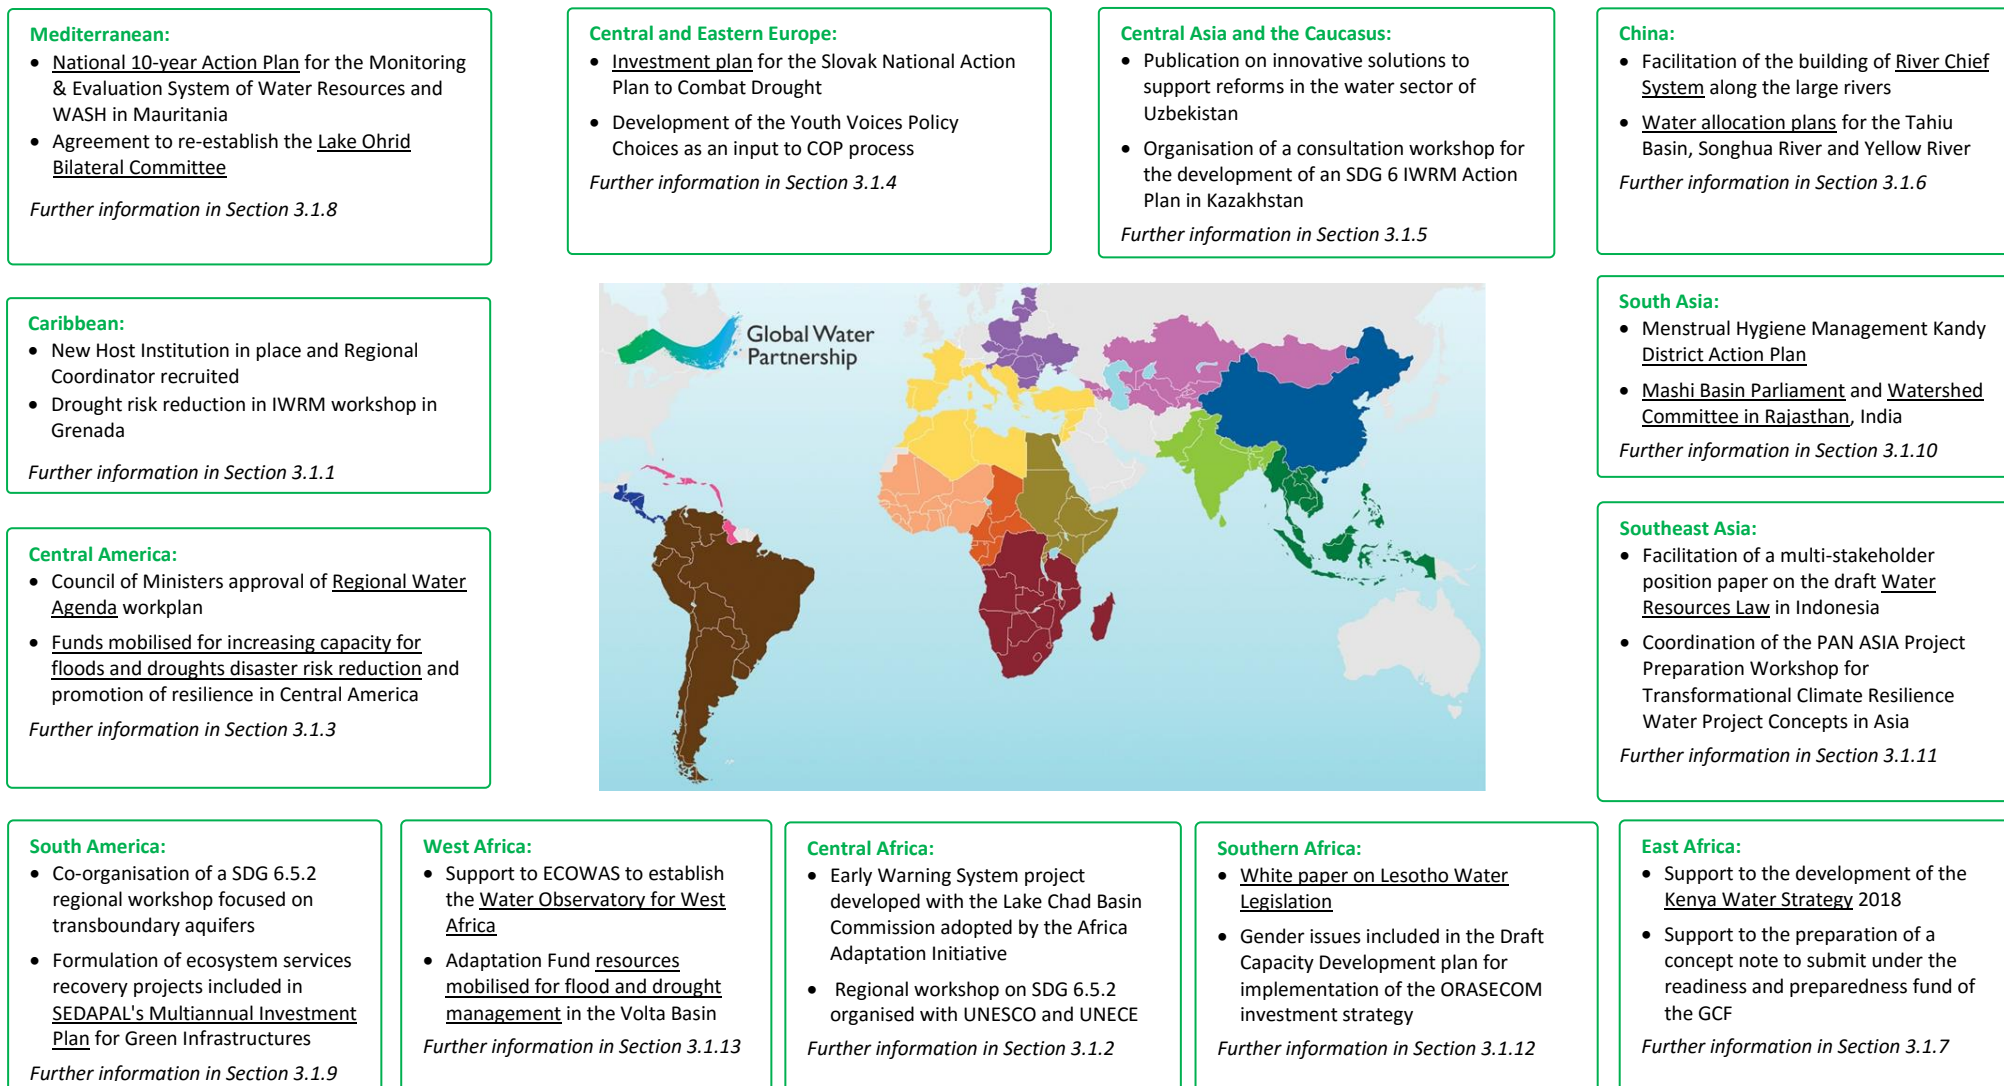 Mediterranean:
• National 10-year Action Plan for the Monitoring
& Evaluation System of Water Resources and
WASH in Mauritania
• Agreement to re-establish the Lake Ohrid
Bilateral Committee
Further information in Section 3.1.8
Central and Eastern Europe:
• Investment plan for the Slovak National Action
Plan to Combat Drought
• Development of the Youth Voices Policy
Choices as an input to COP process
Further information in Section 3.1.4
Central Asia and the Caucasus:
• Publication on innovative solutions to
support reforms in the water sector of
Uzbekistan
• Organisation of a consultation workshop for
the development of an SDG 6 IWRM Action
Plan in Kazakhstan
Further information in Section 3.1.5
China:
• Facilitation of the building of River Chief
System along the large rivers
• Water allocation plans for the Tahiu
Basin, Songhua River and Yellow River
Further information in Section 3.1.6
Caribbean:
• New Host Institution in place and Regional
Coordinator recruited
• Drought risk reduction in IWRM workshop in
Grenada
Further information in Section 3.1.1
Global Water
Partnership
South Asia:
• Menstrual Hygiene Management Kandy
District Action Plan
• Mashi Basin Parliament and Watershed
Committee in Rajasthan, India
Further information in Section 3.1.10
Central America:
• Council of Ministers approval of Regional Water
Agenda workplan
• Funds mobilised for increasing capacity for
floods and droughts disaster risk reduction and
promotion of resilience in Central America
Further information in Section 3.1.3
Southeast Asia:
• Facilitation of a multi-stakeholder
position paper on the draft Water
Resources Law in Indonesia
• Coordination of the PAN ASIA Project
Preparation Workshop for
Transformational Climate Resilience
Water Project Concepts in Asia
Further information in Section 3.1.11
South America:
• Co-organisation of a SDG 6.5.2
regional workshop focused on
transboundary aquifers
• Formulation of ecosystem services
recovery projects included in
SEDAPAL's Multiannual Investment
Plan for Green Infrastructures
Further information in Section 3.1.9
West Africa:
• Support to ECOWAS to establish
the Water Observatory for West
Africa
• Adaptation Fund resources
mobilised for flood and drought
management in the Volta Basin
Further information in Section 3.1.13
Central Africa:
• Early Warning System project
developed with the Lake Chad Basin
Commission adopted by the Africa
Adaptation Initiative
• Regional workshop on SDG 6.5.2
organised with UNESCO and UNECE
Further information in Section 3.1.2
Southern Africa:
• White paper on Lesotho Water
Legislation
• Gender issues included in the Draft
Capacity Development plan for
implementation of the ORASECOM
investment strategy
Further information in Section 3.1.12
East Africa:
• Support to the development of the
Kenya Water Strategy 2018
• Support to the preparation of a
concept note to submit under the
readiness and preparedness fund of
the GCF
Further information in Section 3.1.7